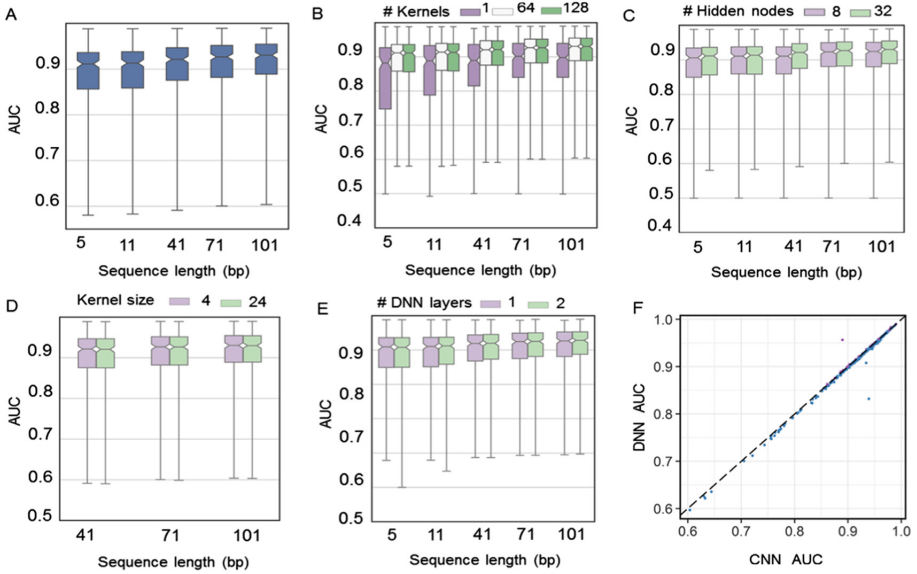 A
AUC
0.9
0.8
0.7
0.6
5 11 41 71 101
Sequence length (bp)
B
# Kernels 1 64 128
AUC
0.9
0.8
0.7
0.6
0.5
0.4
5 11 41 71 101
Sequence length (bp)
C
# Hidden nodes 8 32
AUC
0.9
0.8
0.7
0.6
0.5
0.4
5 11 41 71 101
Sequence length (bp)
D
Kernel size 4 24
AUC
0.9
0.8
0.7
0.6
0.5
41 71 101
Sequence length (bp)
E
# DNN layers 1 2
AUC
0.9
0.8
0.7
0.6
0.5
5 11 41 71 101
Sequence length (bp)
F
DNN AUC
1.0
0.9
0.8
0.7
0.6
0.6 0.7 0.8 0.9 1.0
CNN AUC